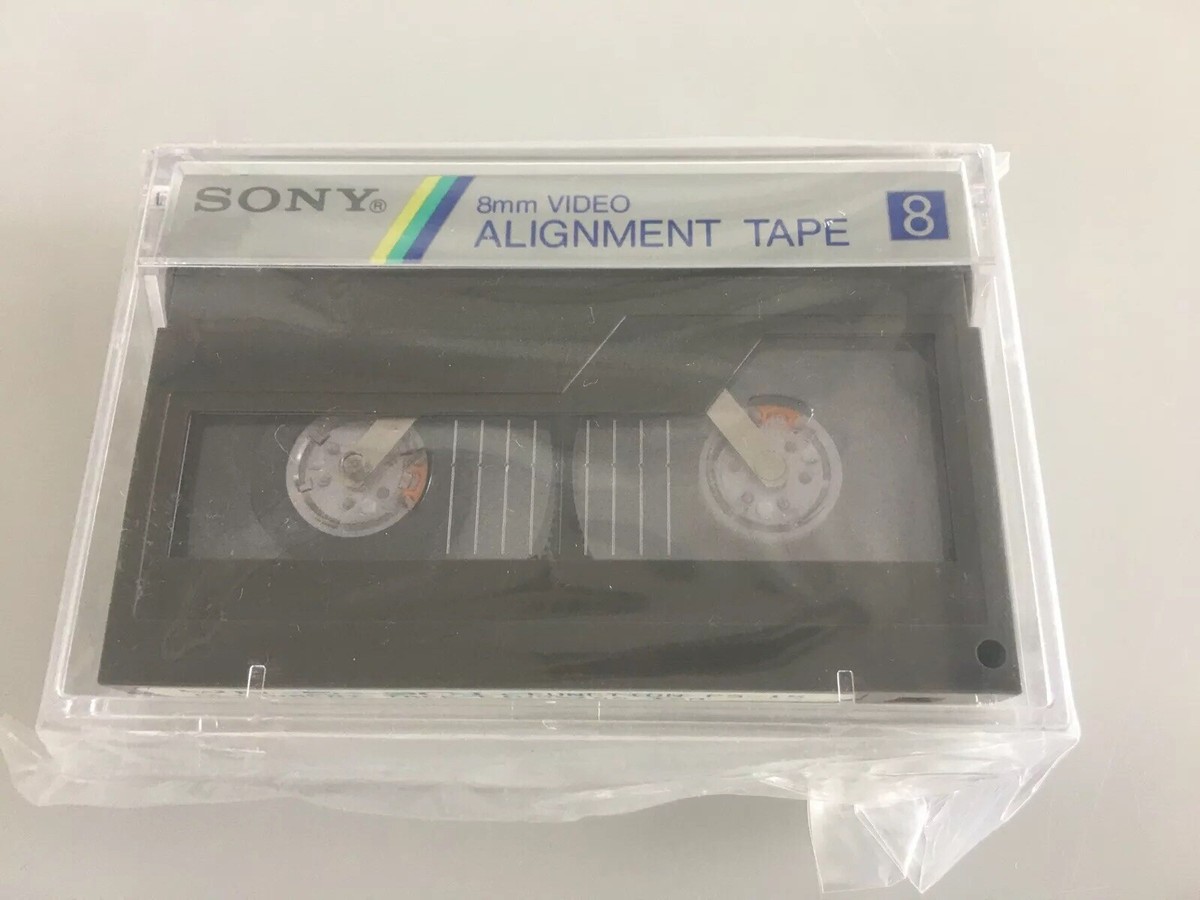 SONY®
8mm VIDEO
ALIGNMENT TAPE
8